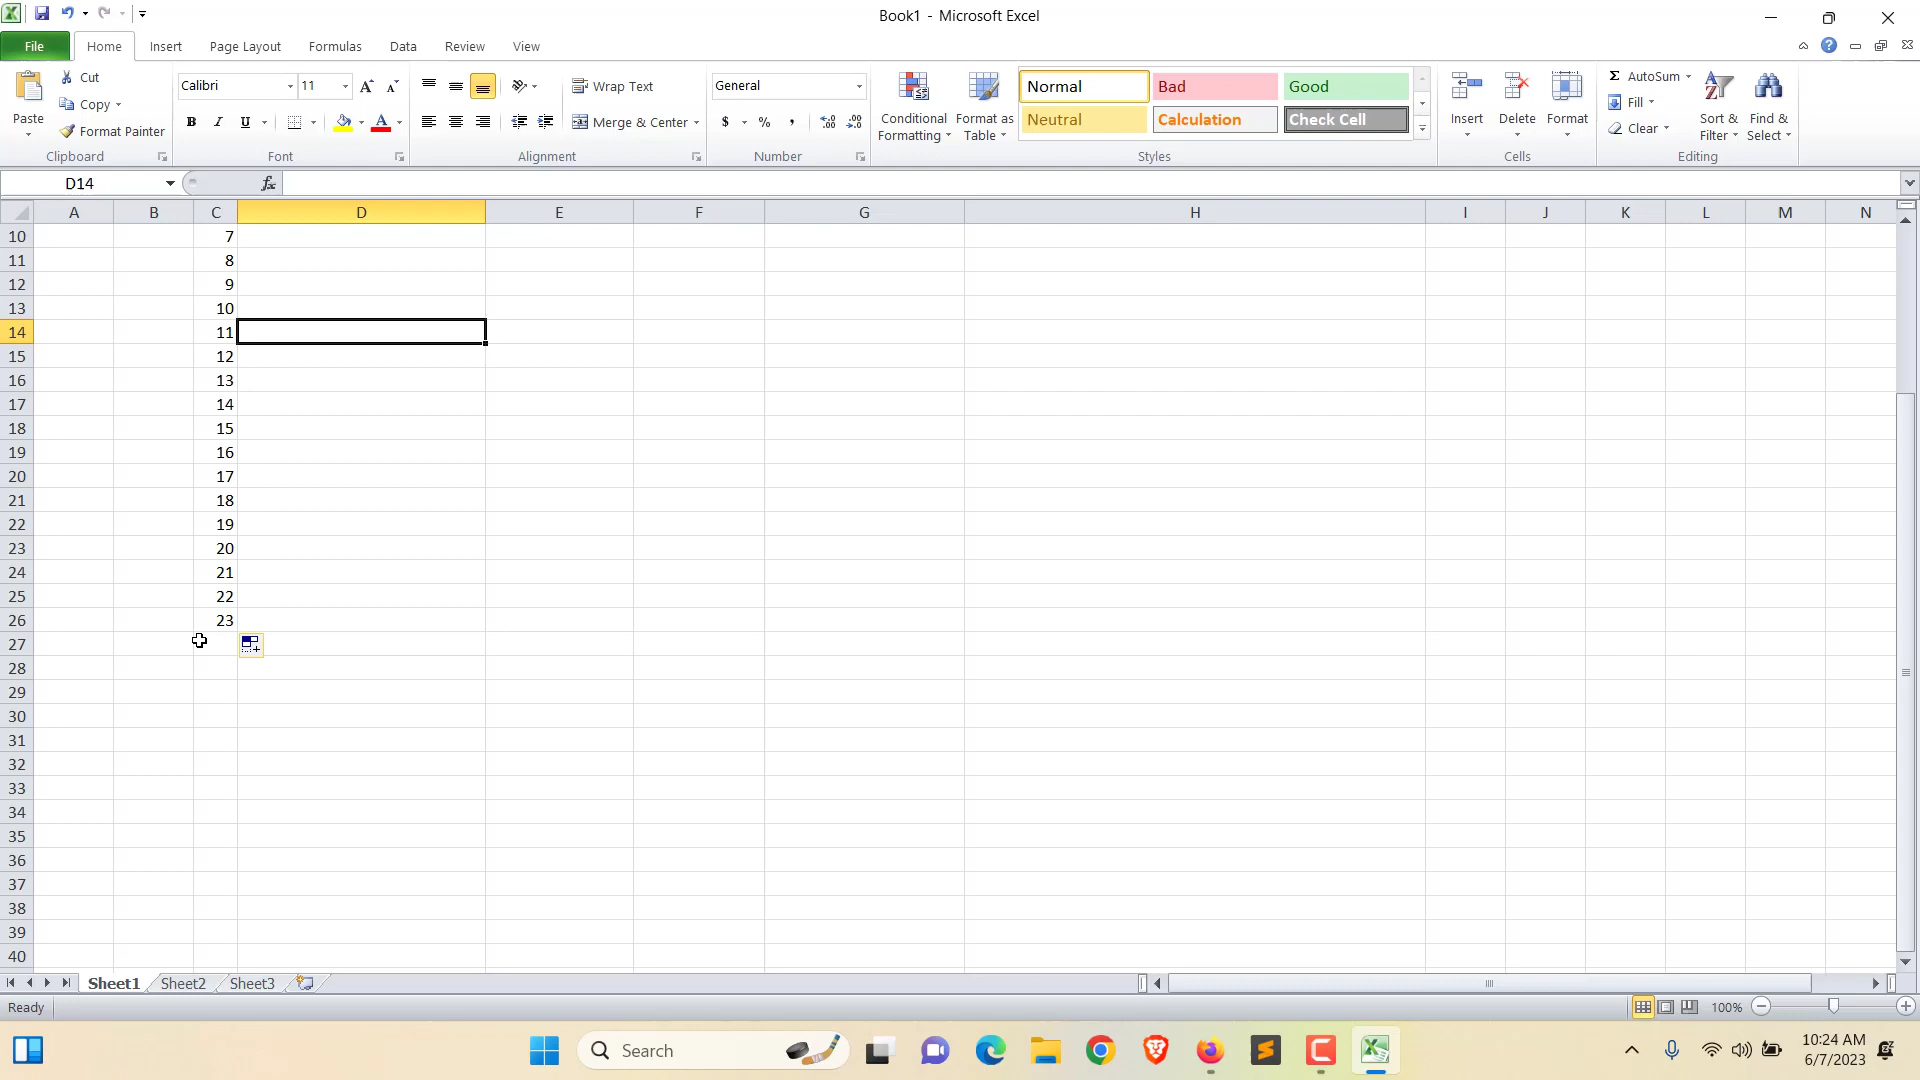 Book1 - Microsoft Excel
File Home Insert Page Layout Formulas Data Review View
Paste
Cut
Copy
Format Painter
Clipboard
Calibri 11
B I U A
Font
Wrap Text
Merge & Center
Alignment
General
$ % ,
Number
Conditional Formatting
Format as Table
Normal Bad Good
Neutral Calculation Check Cell
Styles
Insert Delete Format
Cells
Σ AutoSum
Fill
Clear
Sort & Filter
Find & Select
Editing
D14 fx
A B C D E F G H I J K L M N
10 7
11 8
12 9
13 10
14 11
15 12
16 13
17 14
18 15
19 16
20 17
21 18
22 19
23 20
24 21
25 22
26 23
27
28
29
30
31
32
33
34
35
36
37
38
39
40
Sheet1 Sheet2 Sheet3
Ready 100%
Search
10:24 AM
6/7/2023